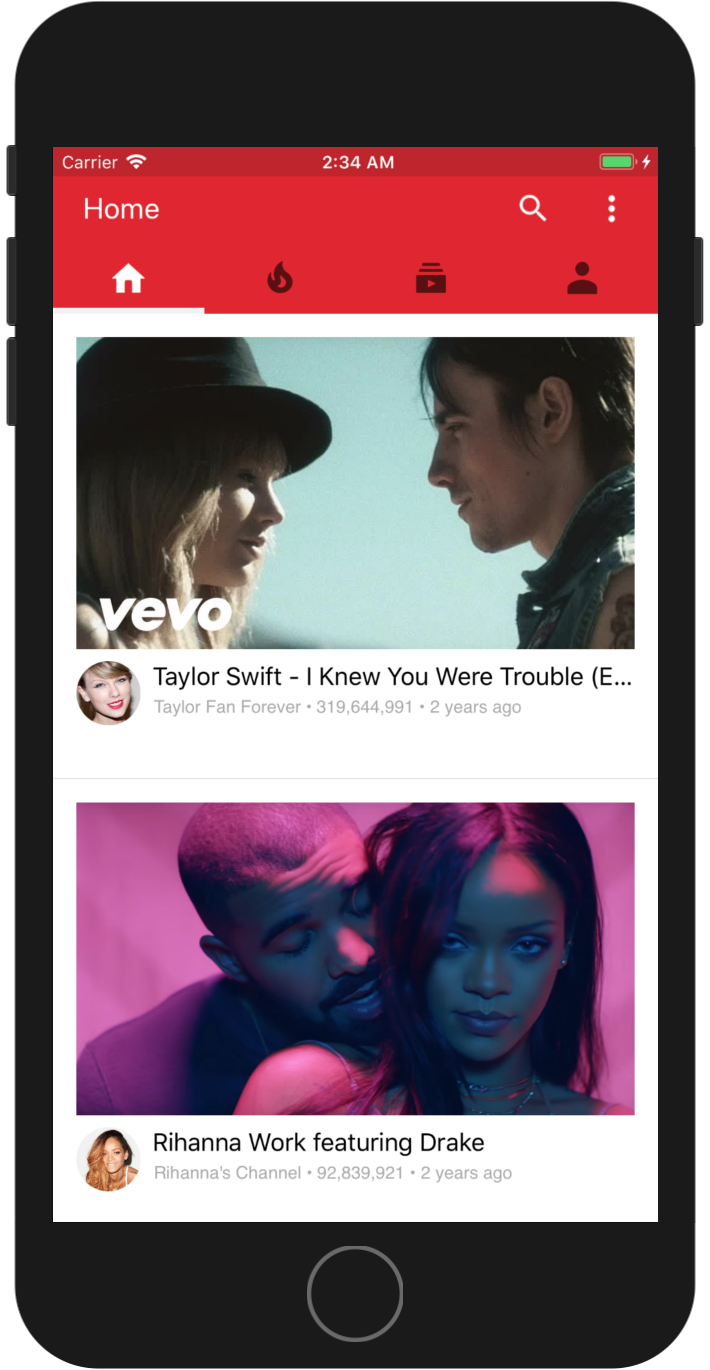 Carrier 2:34 AM
Home
vevo
Taylor Swift - I Knew You Were Trouble (E...
Taylor Fan Forever • 319,644,991 • 2 years ago
Rihanna Work featuring Drake
Rihanna's Channel • 92,839,921 • 2 years ago